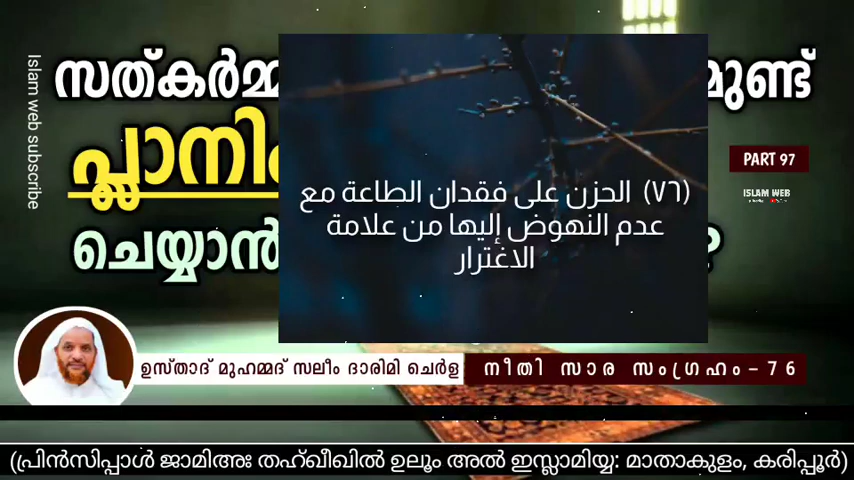 Islam web subscribe
സത്കർമ്മ
മുണ്ട്
പ്ലാനിം
ചെയ്യാൻ
?
PART 97
ISLAM WEB
(٧٦) الحزن على فقدان الطاعة مع
عدم النهوض إليها من علامة
الاغترار
ഉസ്താദ് മുഹമ്മദ് സലീം ദാരിമി ചെർള
നീതി സാര സംഗ്രഹം-76
(പ്രിൻസിപ്പാൾ ജാമിഅഃ തഹ്ഖീഖിൽ ഉലൂം അൽ ഇസ്ലാമിയ്യ: മാതാകുളം, കരിപ്പൂർ)